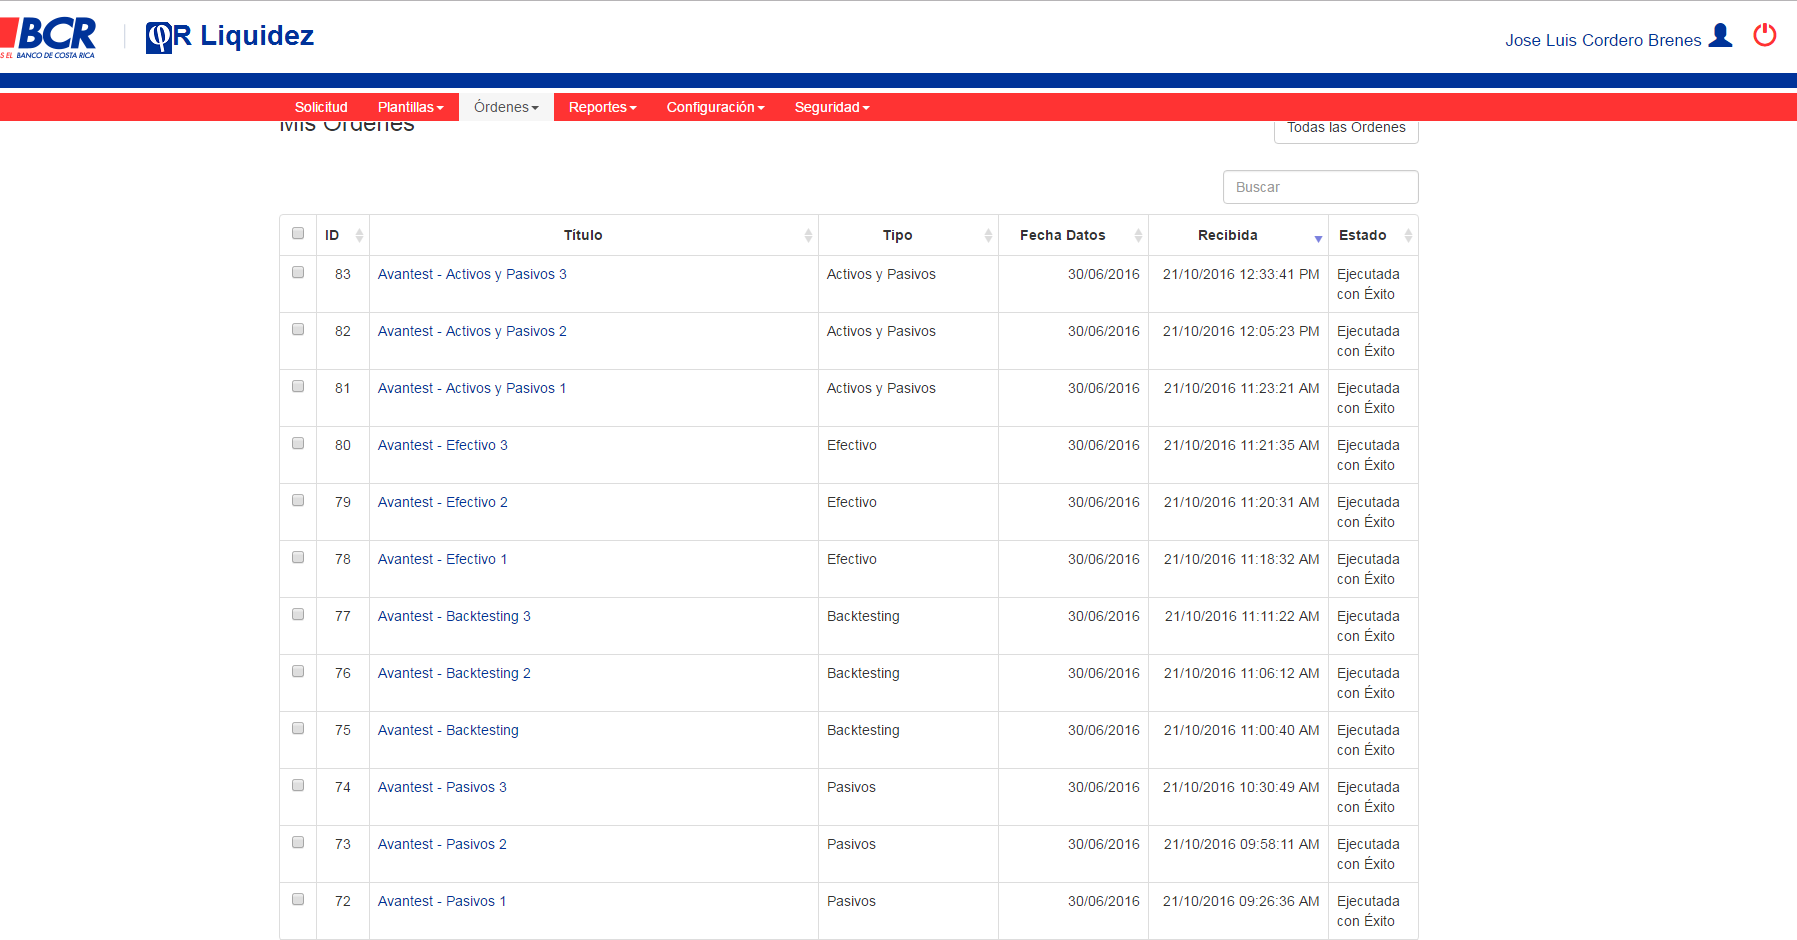 BCR
S EL BANCO DE COSTA RICA
R Liquidez
Jose Luis Cordero Brenes
Solicitud Plantillas Órdenes Reportes Configuración Seguridad
Mis Órdenes
Todas las Ordenes
Buscar
ID Título Tipo Fecha Datos Recibida Estado
83 Avantest - Activos y Pasivos 3 Activos y Pasivos 30/06/2016 21/10/2016 12:33:41 PM Ejecutada
con Éxito
82 Avantest - Activos y Pasivos 2 Activos y Pasivos 30/06/2016 21/10/2016 12:05:23 PM Ejecutada
con Éxito
81 Avantest - Activos y Pasivos 1 Activos y Pasivos 30/06/2016 21/10/2016 11:23:21 AM Ejecutada
con Éxito
80 Avantest - Efectivo 3 Efectivo 30/06/2016 21/10/2016 11:21:35 AM Ejecutada
con Éxito
79 Avantest - Efectivo 2 Efectivo 30/06/2016 21/10/2016 11:20:31 AM Ejecutada
con Éxito
78 Avantest - Efectivo 1 Efectivo 30/06/2016 21/10/2016 11:18:32 AM Ejecutada
con Éxito
77 Avantest - Backtesting 3 Backtesting 30/06/2016 21/10/2016 11:11:22 AM Ejecutada
con Éxito
76 Avantest - Backtesting 2 Backtesting 30/06/2016 21/10/2016 11:06:12 AM Ejecutada
con Éxito
75 Avantest - Backtesting Backtesting 30/06/2016 21/10/2016 11:00:40 AM Ejecutada
con Éxito
74 Avantest - Pasivos 3 Pasivos 30/06/2016 21/10/2016 10:30:49 AM Ejecutada
con Éxito
73 Avantest - Pasivos 2 Pasivos 30/06/2016 21/10/2016 09:58:11 AM Ejecutada
con Éxito
72 Avantest - Pasivos 1 Pasivos 30/06/2016 21/10/2016 09:26:36 AM Ejecutada
con Éxito